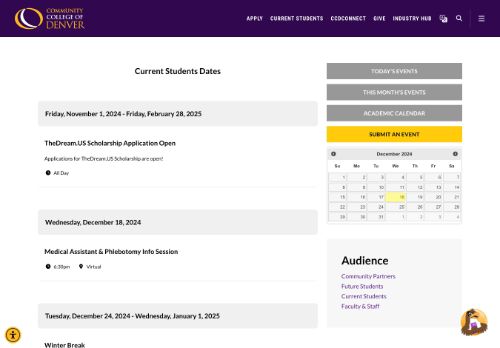 COMMUNITY
COLLEGE OF
DENVER
APPLY CURRENT STUDENTS CCDCONNECT GIVE INDUSTRY HUB
Current Students Dates
Friday, November 1, 2024 - Friday, February 28, 2025
TheDream.US Scholarship Application Open
Applications for TheDream.US Scholarship are open!
All Day
Wednesday, December 18, 2024
Medical Assistant & Phlebotomy Info Session
6:30pm Virtual
Tuesday, December 24, 2024 - Wednesday, January 1, 2025
Winter Break
TODAY'S EVENTS
THIS MONTH'S EVENTS
ACADEMIC CALENDAR
SUBMIT AN EVENT
December 2024
Su Mo Tu We Th Fr Sa
1 2 3 4 5 6 7
8 9 10 11 12 13 14
15 16 17 18 19 20 21
22 23 24 25 26 27 28
29 30 31 1 2 3 4
Audience
Community Partners
Future Students
Current Students
Faculty & Staff